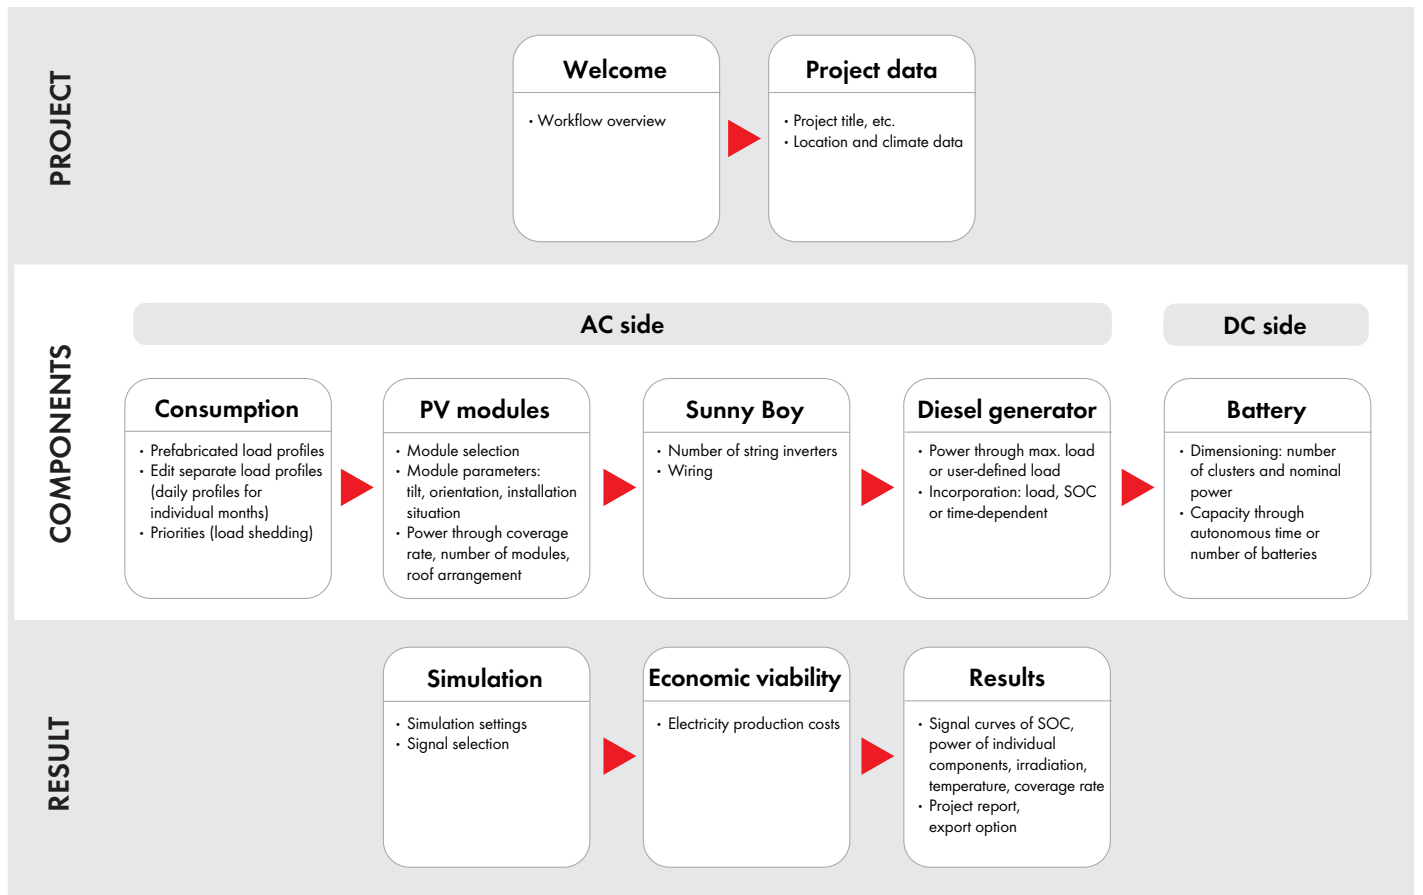 PROJECT
Welcome
• Workflow overview
Project data
• Project title, etc.
• Location and climate data
COMPONENTS
AC side
DC side
Consumption
• Prefabricated load profiles
• Edit separate load profiles
(daily profiles for
individual months)
• Priorities (load shedding)
PV modules
• Module selection
• Module parameters:
tilt, orientation, installation
situation
• Power through coverage
rate, number of modules,
roof arrangement
Sunny Boy
• Number of string inverters
• Wiring
Diesel generator
• Power through max. load
or user-defined load
• Incorporation: load, SOC
or time-dependent
Battery
• Dimensioning: number
of clusters and nominal
power
• Capacity through
autonomous time or
number of batteries
RESULT
Simulation
• Simulation settings
• Signal selection
Economic viability
• Electricity production costs
Results
• Signal curves of SOC,
power of individual
components, irradiation,
temperature, coverage rate
• Project report,
export option